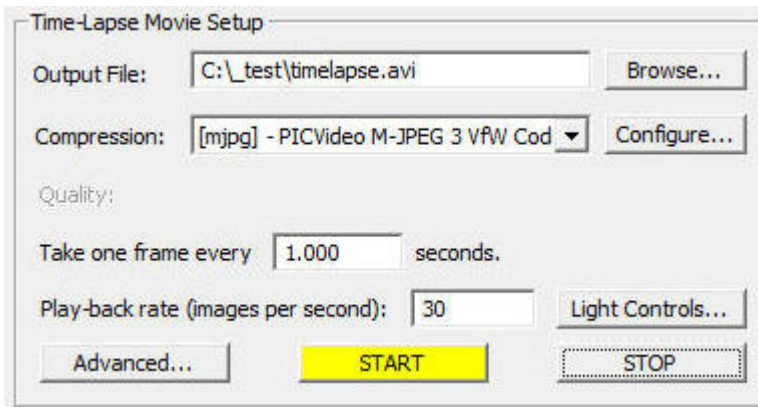 Time-Lapse Movie Setup
Output File: C:\_test\timelapse.avi Browse...
Compression: [mjpg] - PICVideo M-JPEG 3 VfW Cod Configure...
Quality:
Take one frame every 1.000 seconds.
Play-back rate (images per second): 30 Light Controls...
Advanced... START STOP